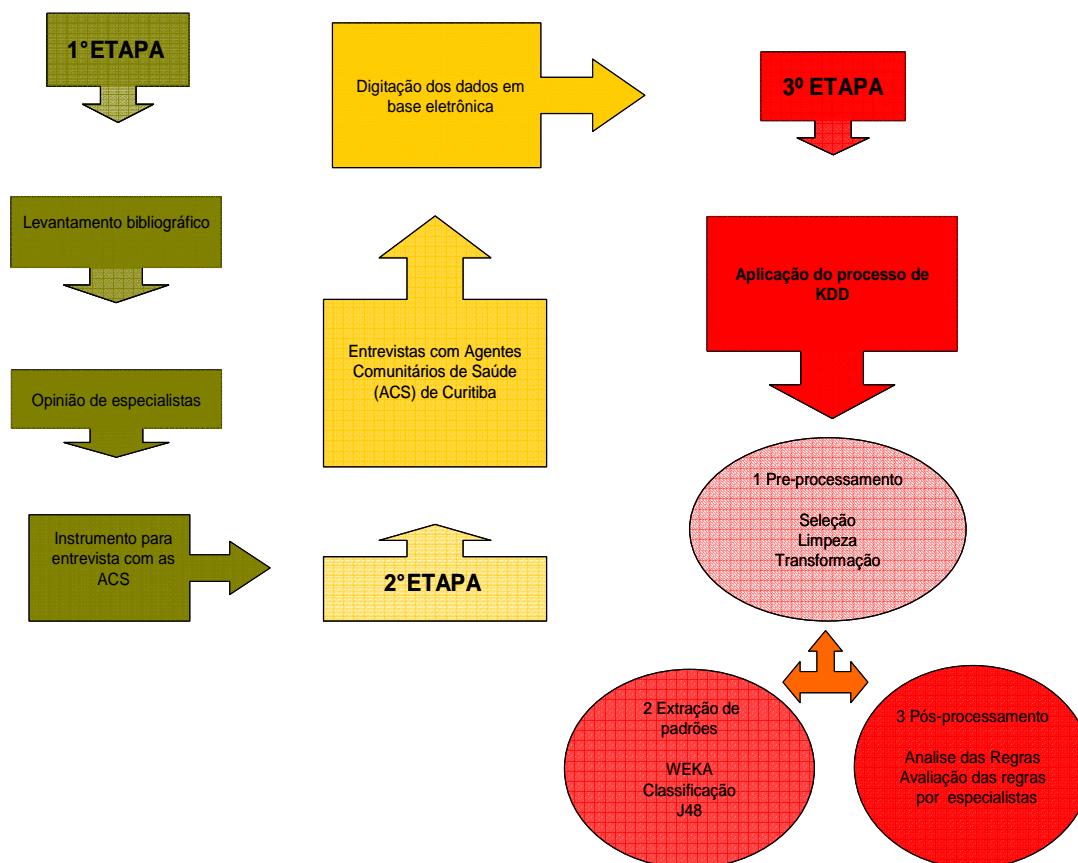 1°ETAPA
Levantamento bibliográfico
Opinião de especialistas
Instrumento para
entrevista com as
ACS
2°ETAPA
Entrevistas com Agentes
Comunitários de Saúde
(ACS) de Curitiba
Digitação dos dados em
base eletrônica
3º ETAPA
Aplicação do processo de
KDD
1 Pre-processamento
Seleção
Limpeza
Transformação
2 Extração de
padrões
WEKA
Classificação
J48
3 Pós-processamento
Analise das Regras
Avaliação das regras
por especialistas